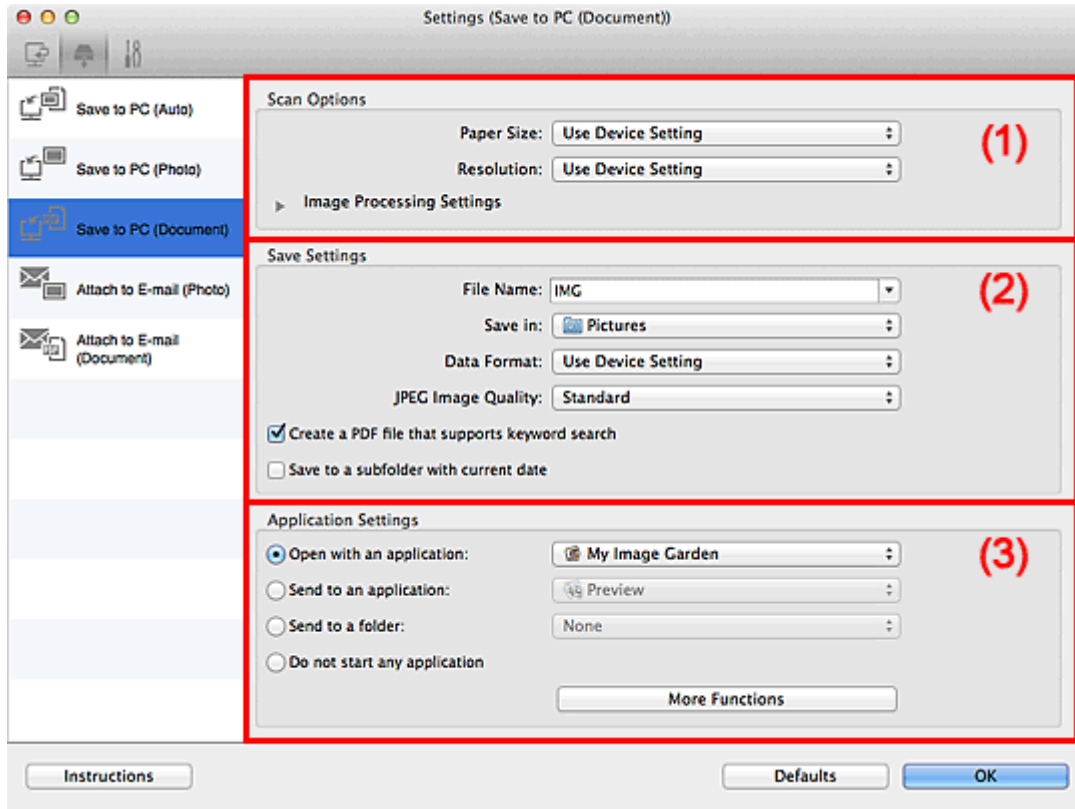 Settings (Save to PC (Document))
Save to PC (Auto)
Save to PC (Photo)
Save to PC (Document)
Attach to E-mail (Photo)
Attach to E-mail
(Document)
Scan Options
(1)
Paper Size: Use Device Setting
Resolution: Use Device Setting
Image Processing Settings
Save Settings
(2)
File Name: IMG
Save in: Pictures
Data Format: Use Device Setting
JPEG Image Quality: Standard
Create a PDF file that supports keyword search
Save to a subfolder with current date
Application Settings
(3)
Open with an application: My Image Garden
Send to an application: Preview
Send to a folder: None
Do not start any application
More Functions
Instructions
Defaults
OK